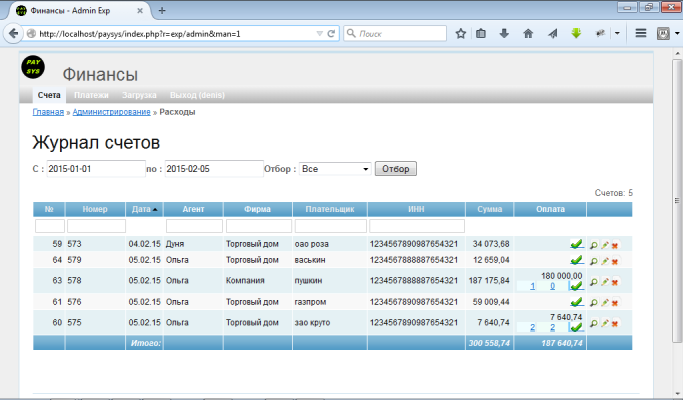 Финансы - Admin Exp
http://localhost/paysys/index.php?r=exp/admin&man=1
Поиск
PAY
SYS
Финансы
Счета Платежи Загрузка Выход (denis)
Главная » Администрирование » Расходы
Журнал счетов
С : 2015-01-01 по : 2015-02-05 Отбор : Все Отбор
Счетов: 5
№ Номер Дата Агент Фирма Плательщик ИНН Сумма Оплата
59 573 04.02.15 Дуня Торговый дом оао роза 1234567890987654321 34 073,68
64 579 05.02.15 Ольга Торговый дом васькин 1234567888887654321 12 659,04
63 578 05.02.15 Ольга Компания пушкин 1234567888887654321 187 175,84 180 000,00
1 0
61 576 05.02.15 Ольга Торговый дом газпром 1234567890987654321 59 009,44
60 575 05.02.15 Ольга Торговый дом зао круто 1234567890987654321 7 640,74 7 640,74
2 2
Итого: 300 558,74 187 640,74